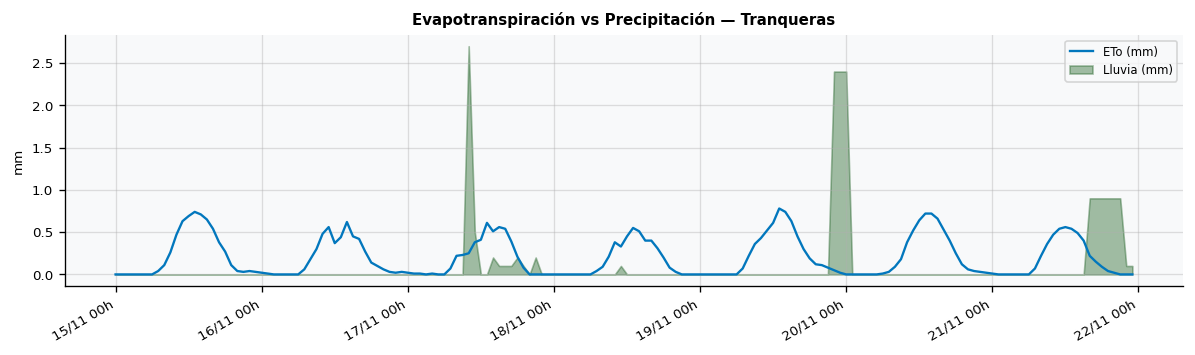 Evapotranspiración vs Precipitación — Tranqueras
ETo (mm)
Lluvia (mm)
mm
2.5
2.0
1.5
1.0
0.5
0.0
15/11 00h
16/11 00h
17/11 00h
18/11 00h
19/11 00h
20/11 00h
21/11 00h
22/11 00h